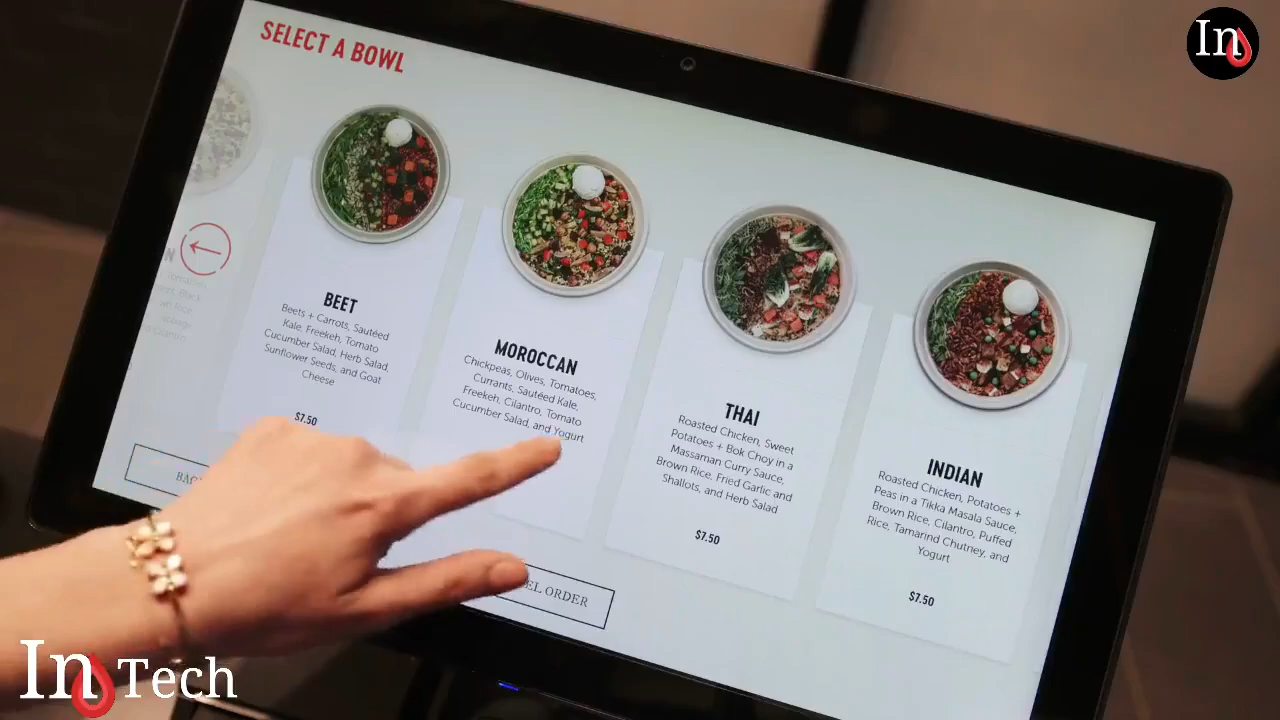 In
SELECT A BOWL
BEET
Beets + Carrots, Sautéed
Kale, Freekeh, Tomato
Cucumber Salad, Herb Salad,
Sunflower Seeds, and Goat
Cheese
$7.50
MOROCCAN
Chickpeas, Olives, Tomatoes,
Currants, Sautéed Kale,
Freekeh, Cilantro, Tomato
Cucumber Salad, and Yogurt
THAI
Roasted Chicken, Sweet
Potatoes + Bok Choy in a
Massaman Curry Sauce,
Brown Rice, Fried Garlic and
Shallots, and Herb Salad
$7.50
INDIAN
Roasted Chicken, Potatoes +
Peas in a Tikka Masala Sauce,
Brown Rice, Cilantro, Puffed
Rice, Tamarind Chutney, and
Yogurt
$7.50
ORDER
In Tech